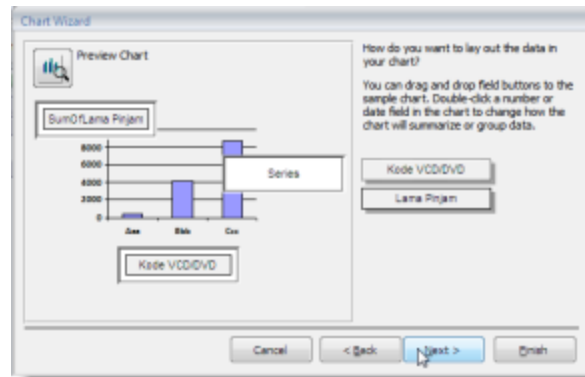 Chart Wizard
Preview Chart
SumOfLama Pinjam
8000
6000
4000
2000
0
Aaa Bbb Ccc
Series
Kode VCD/DVD
How do you want to lay out the data in
your chart?
You can drag and drop field buttons to the
sample chart. Double-click a number or
date field in the chart to change how the
chart will summarize or group data.
Kode VCD/DVD
Lama Pinjam
Cancel
< Back
Next >
Finish